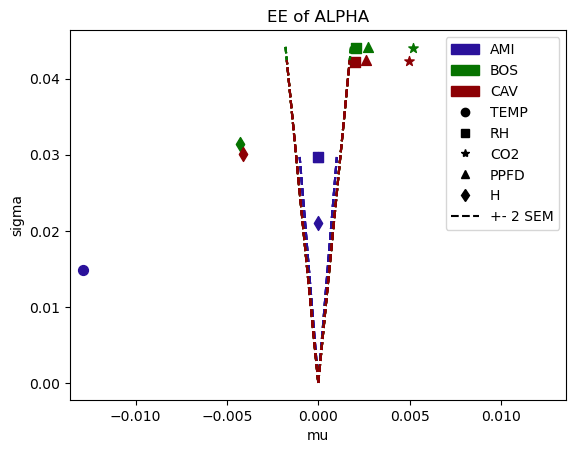 EE of ALPHA
AMI
BOS
CAV
TEMP
RH
CO2
PPFD
H
+- 2 SEM
sigma
0.04
0.03
0.02
0.01
0.00
−0.010
−0.005
0.000
0.005
0.010
mu